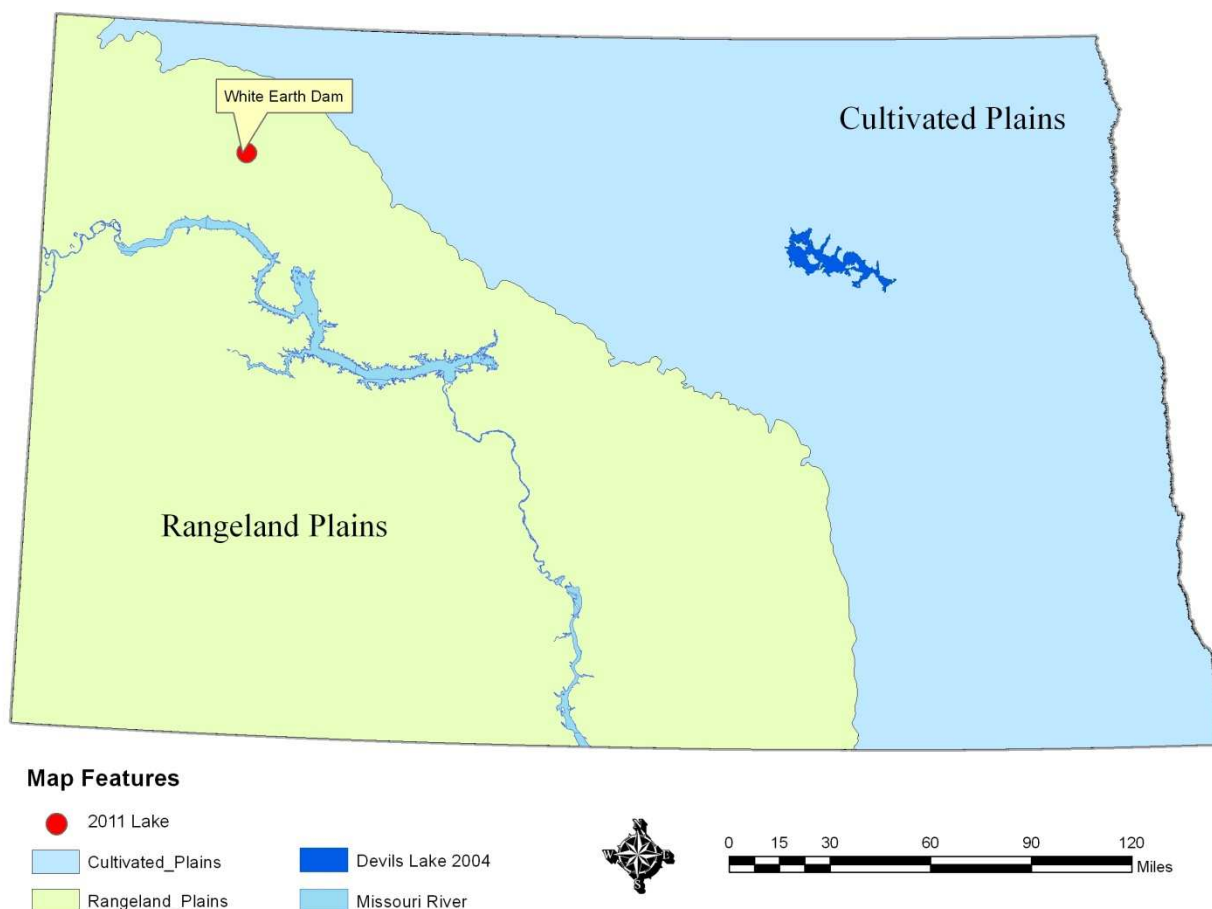 White Earth Dam
Cultivated Plains
Rangeland Plains
Map Features
2011 Lake
Cultivated_Plains
Rangeland_Plains
Devils Lake 2004
Missouri River
N
W E
S
0 15 30 60 90 120
Miles